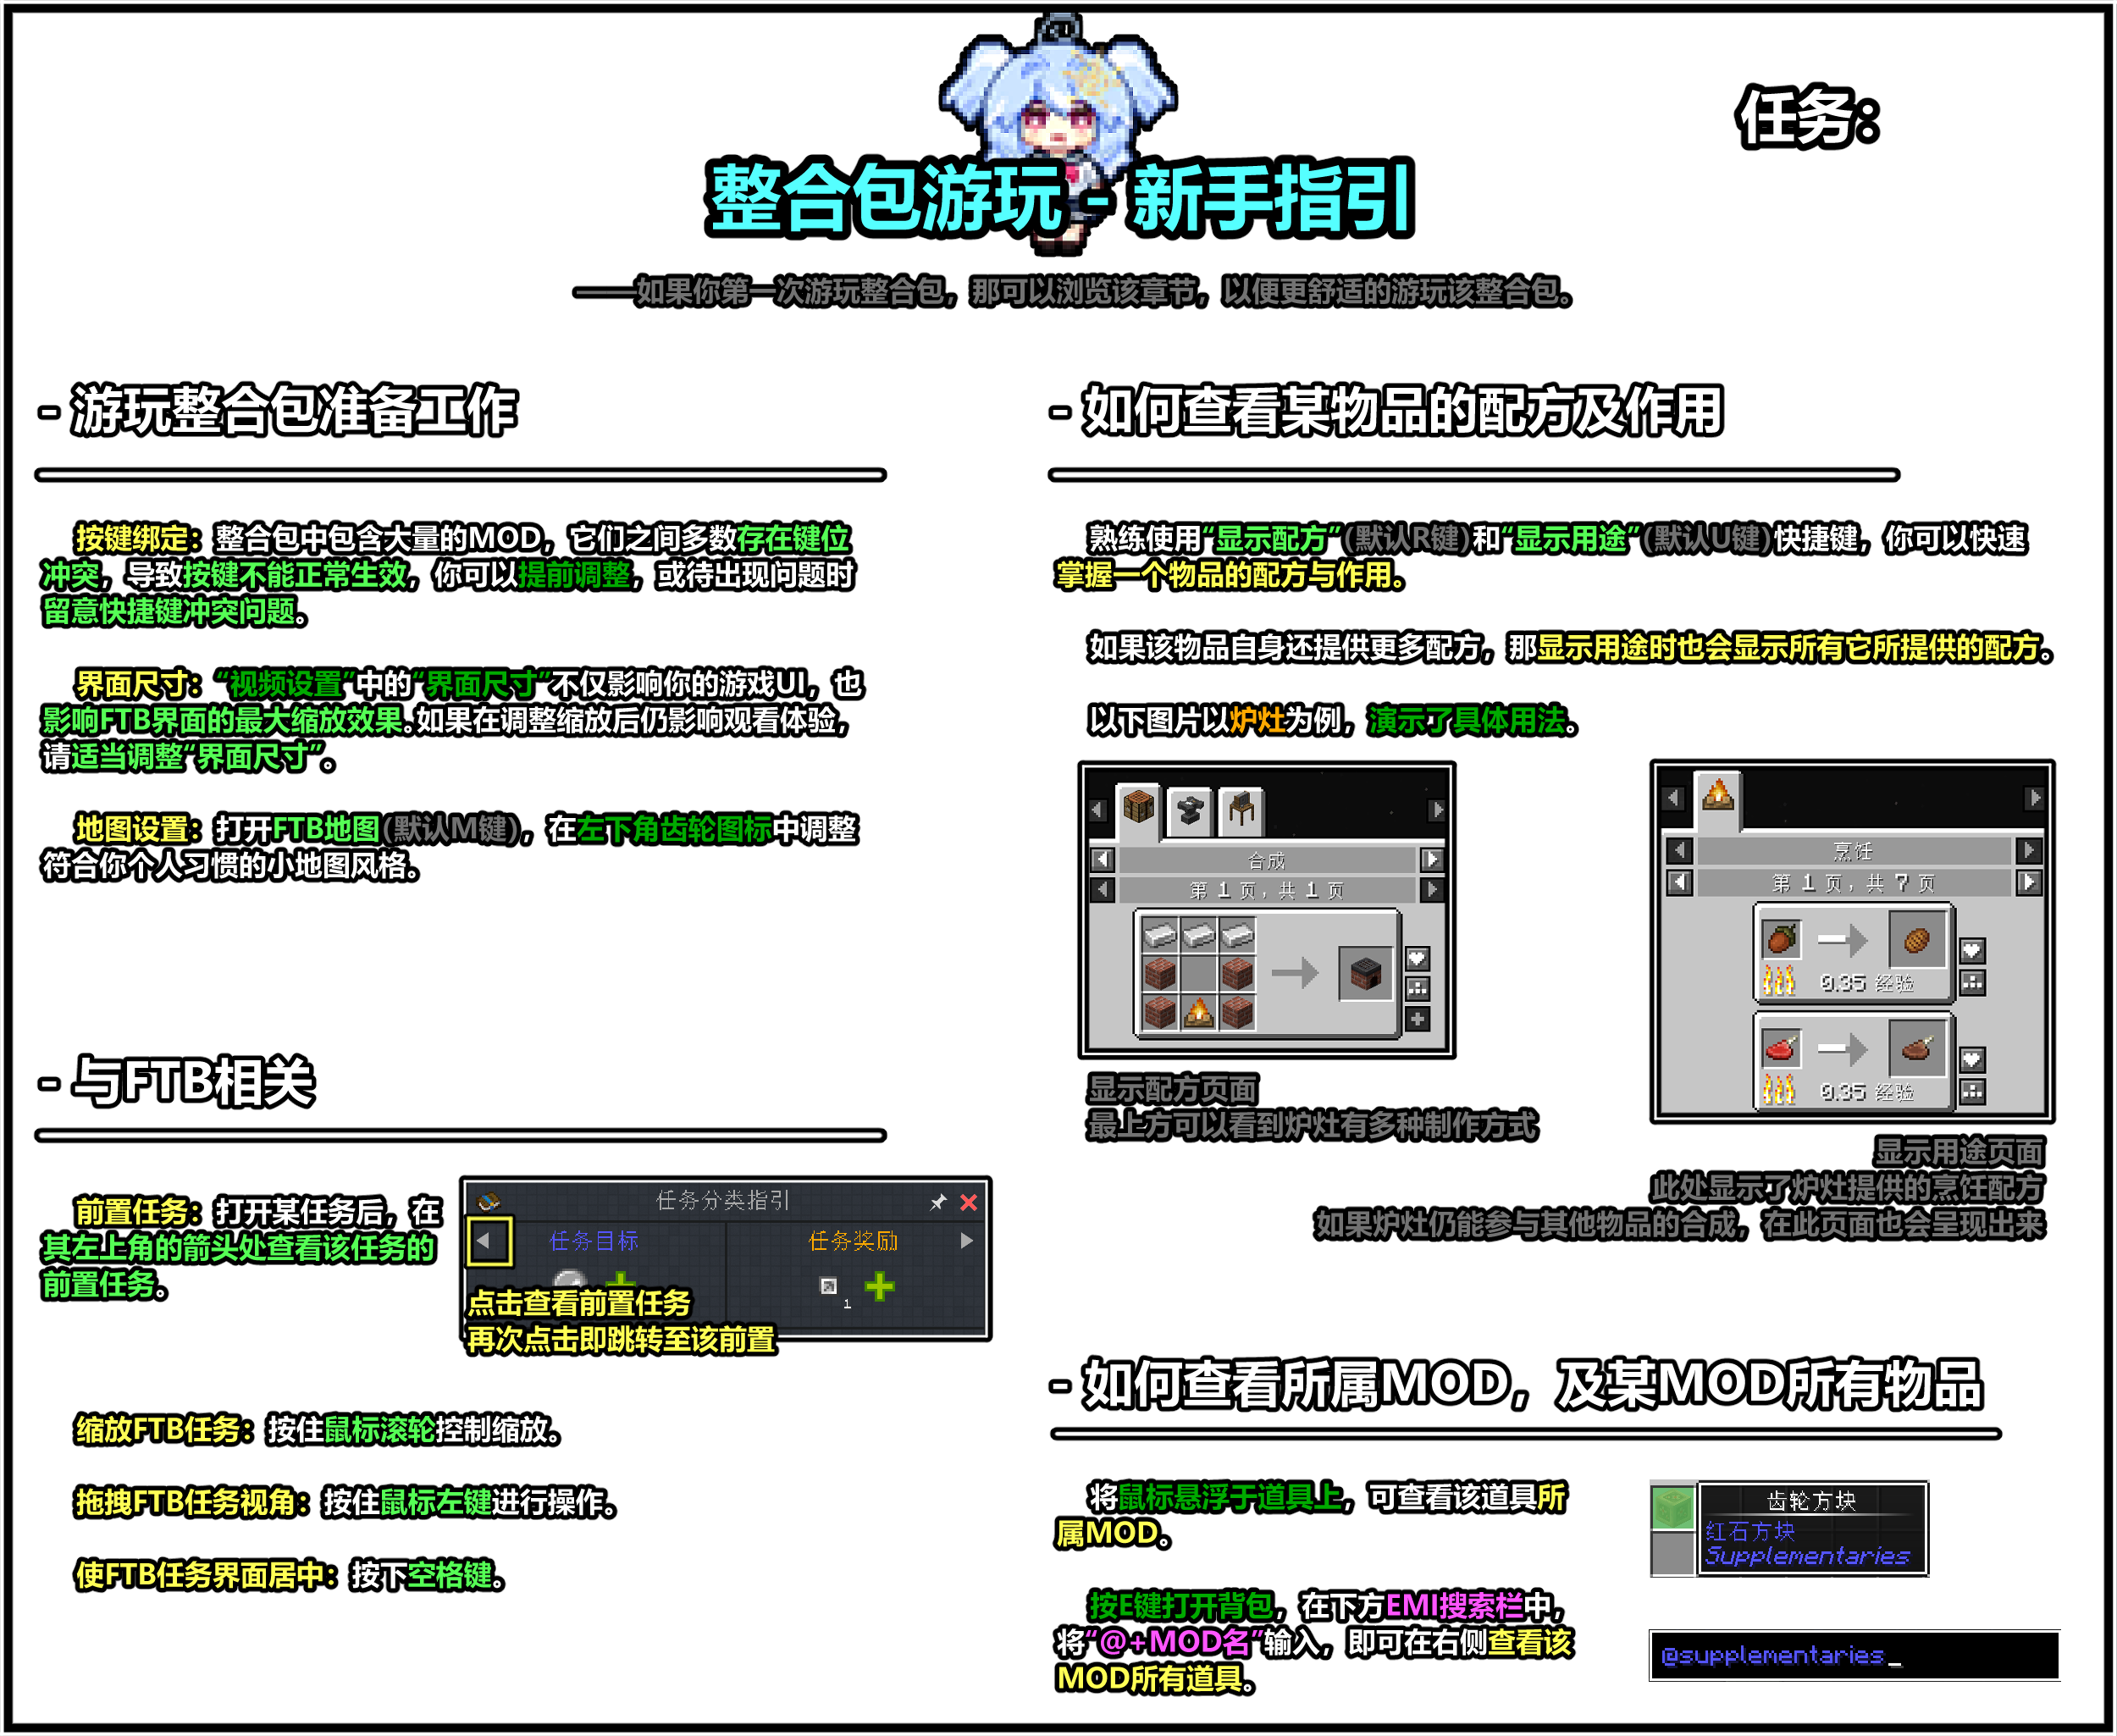 任务：
整合包游玩 - 新手指引
——如果你第一次游玩整合包，那可以浏览该章节，以便更舒适的游玩该整合包。
- 游玩整合包准备工作
按键绑定：整合包中包含大量的MOD，它们之间多数存在键位
冲突，导致按键不能正常生效，你可以提前调整，或待出现问题时
留意快捷键冲突问题。
界面尺寸：“视频设置”中的“界面尺寸”不仅影响你的游戏UI，也
影响FTB界面的最大缩放效果。如果在调整缩放后仍影响观看体验，
请适当调整“界面尺寸”。
地图设置：打开FTB地图(默认M键)，在左下角齿轮图标中调整
符合你个人习惯的小地图风格。
- 与FTB相关
前置任务：打开某任务后，在
其左上角的箭头处查看该任务的
前置任务。
任务分类指引
任务目标
任务奖励
1
点击查看前置任务
再次点击即跳转至该前置
缩放FTB任务：按住鼠标滚轮控制缩放。
拖拽FTB任务视角：按住鼠标左键进行操作。
使FTB任务界面居中：按下空格键。
- 如何查看某物品的配方及作用
熟练使用“显示配方”(默认R键)和“显示用途”(默认U键)快捷键，你可以快速
掌握一个物品的配方与作用。
如果该物品自身还提供更多配方，那显示用途时也会显示所有它所提供的配方。
以下图片以炉灶为例，演示了具体用法。
合成
第 1 页，共 1 页
显示配方页面
最上方可以看到炉灶有多种制作方式
烹饪
第 1 页，共 7 页
0.35 经验
0.35 经验
显示用途页面
此处显示了炉灶提供的烹饪配方
如果炉灶仍能参与其他物品的合成，在此页面也会呈现出来
- 如何查看所属MOD，及某MOD所有物品
将鼠标悬浮于道具上，可查看该道具所
属MOD。
齿轮方块
红石方块
Supplementaries
按E键打开背包，在下方EMI搜索栏中，
将“@+MOD名”输入，即可在右侧查看该
MOD所有道具。
@supplementaries_